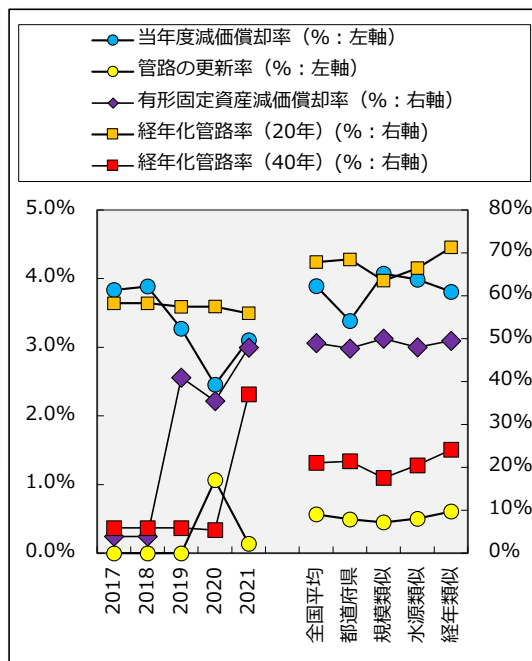 当年度減価償却率（%：左軸）
管路の更新率（%：左軸）
有形固定資産減価償却率（%：右軸）
経年化管路率（20年）(%：右軸)
経年化管路率（40年）(%：右軸)
5.0%
4.0%
3.0%
2.0%
1.0%
0.0%
80%
70%
60%
50%
40%
30%
20%
10%
0%
2017
2018
2019
2020
2021
全国平均
都道府県
規模類似
水源類似
経年類似